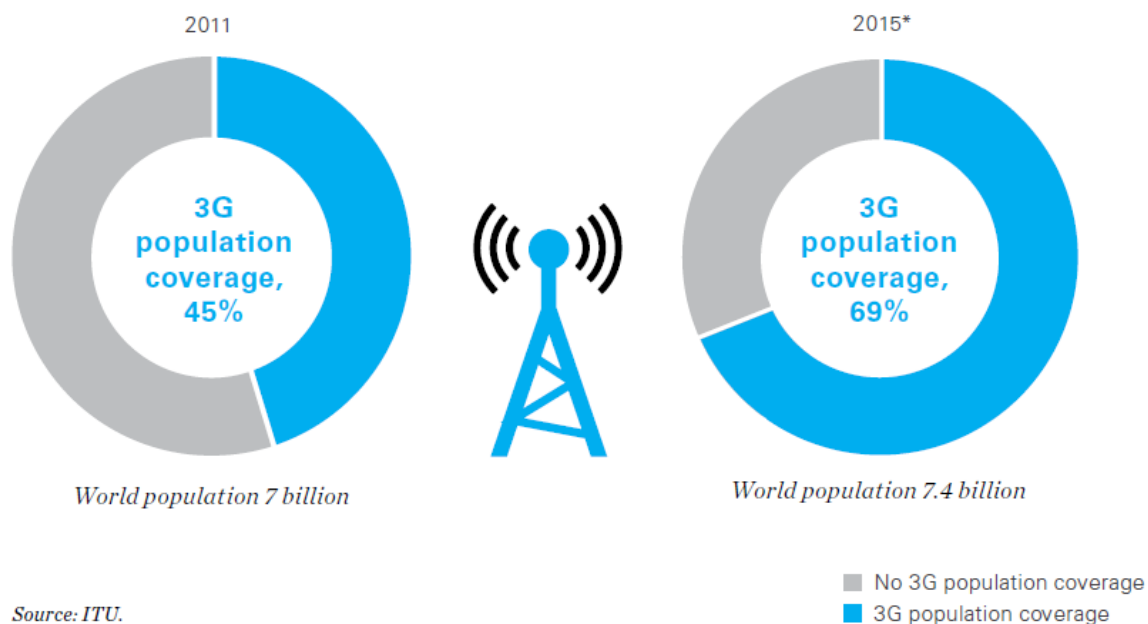 2011
3G
population
coverage,
45%
World population 7 billion
2015*
3G
population
coverage,
69%
World population 7.4 billion
No 3G population coverage
3G population coverage
Source: ITU.